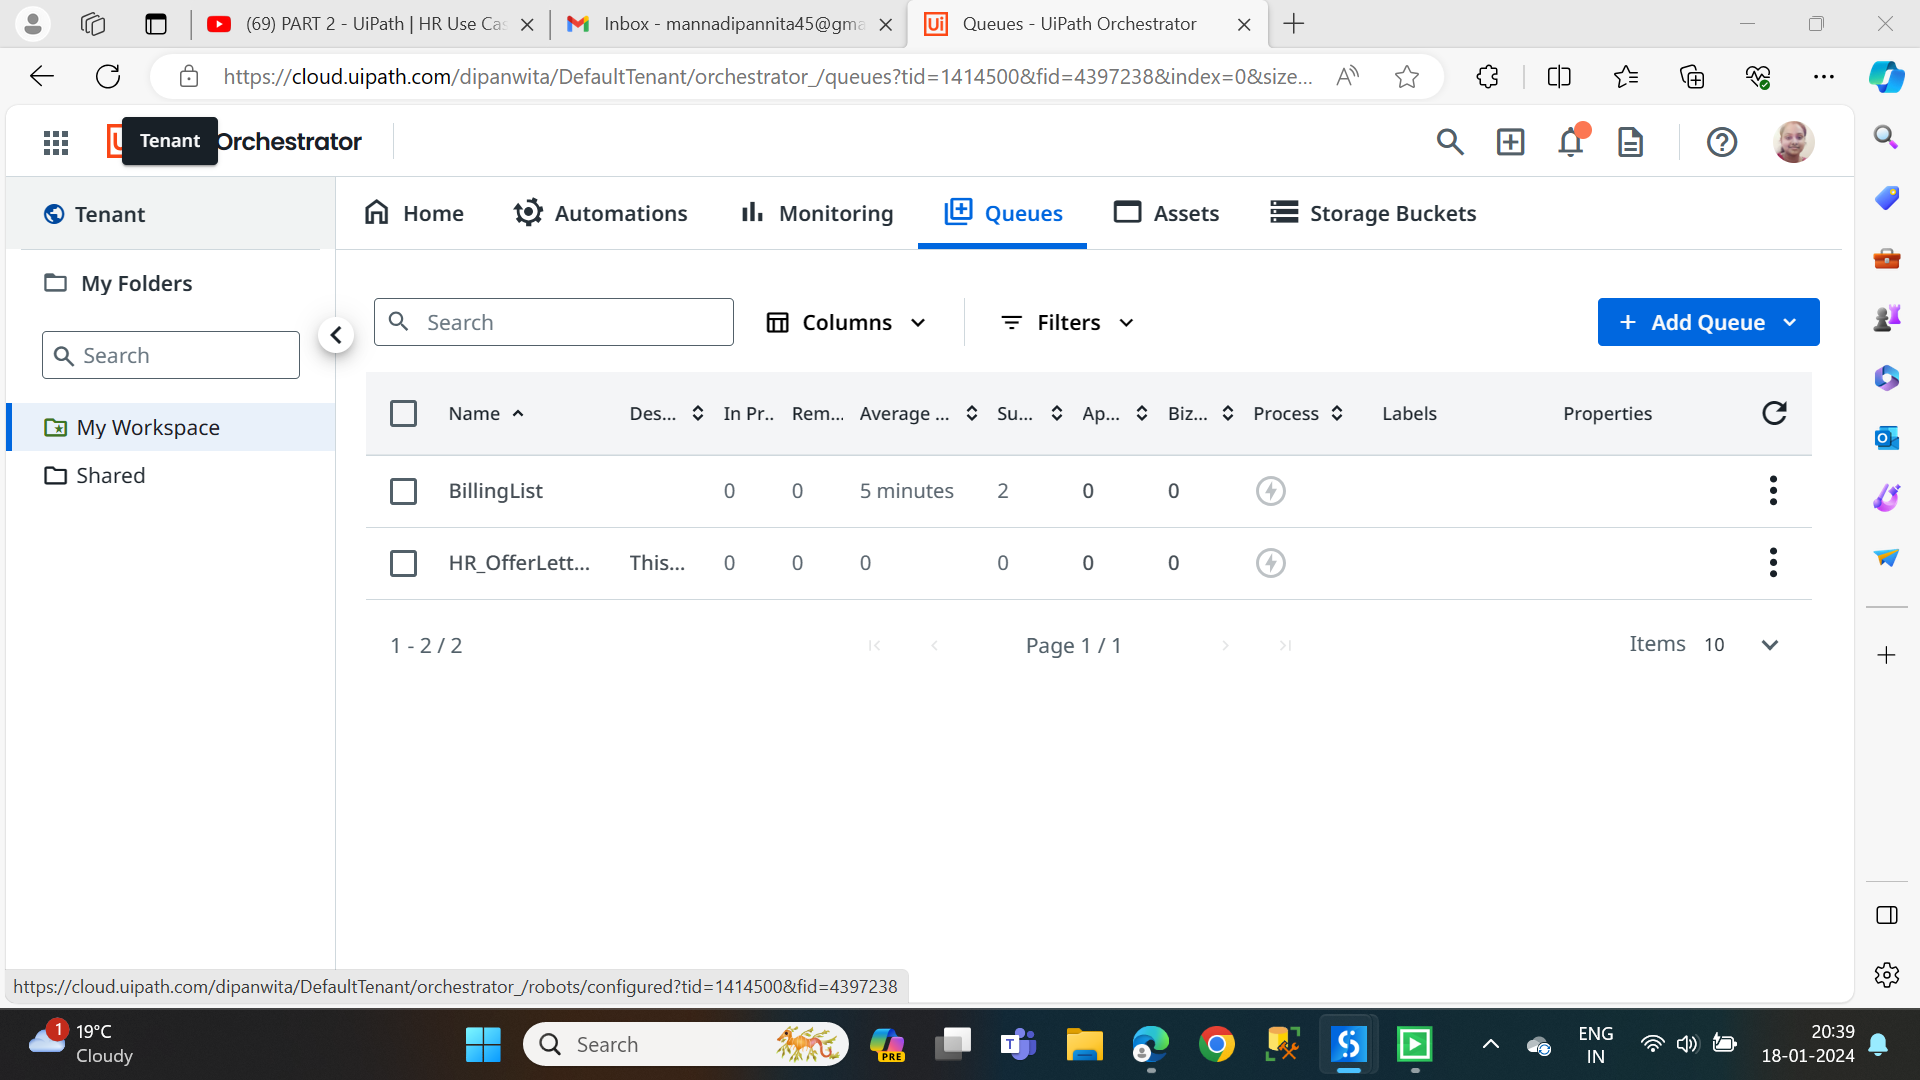 (69) PART 2 - UiPath | HR Use Cas
Inbox - mannadipannita45@gma
Queues - UiPath Orchestrator
https://cloud.uipath.com/dipanwita/DefaultTenant/orchestrator_/queues?tid=1414500&fid=4397238&index=0&size...
Tenant
Orchestrator
Tenant
Home
Automations
Monitoring
Queues
Assets
Storage Buckets
My Folders
Search
My Workspace
Shared
Search
Columns
Filters
+ Add Queue
Name Des... In Pr.. Rem... Average ... Su... Ap... Biz... Process Labels Properties
BillingList 0 0 5 minutes 2 0 0
HR_OfferLett... This... 0 0 0 0 0 0
1 - 2 / 2
Page 1 / 1
Items 10
https://cloud.uipath.com/dipanwita/DefaultTenant/orchestrator_/robots/configured?tid=1414500&fid=4397238
1
19°C
Cloudy
Search
PRE
ENG
IN
20:39
18-01-2024